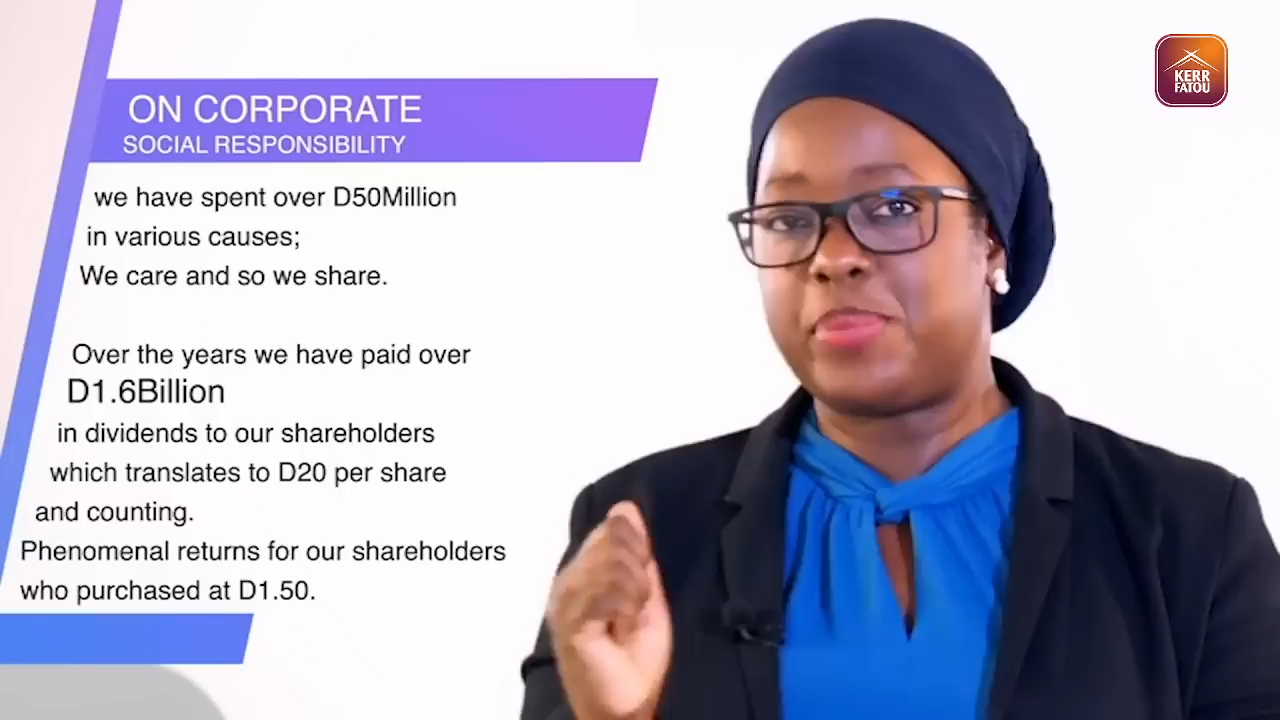 ON CORPORATE
SOCIAL RESPONSIBILITY
we have spent over D50Million
in various causes;
We care and so we share.
Over the years we have paid over
D1.6Billion
in dividends to our shareholders
which translates to D20 per share
and counting.
Phenomenal returns for our shareholders
who purchased at D1.50.
KERR
FATOU